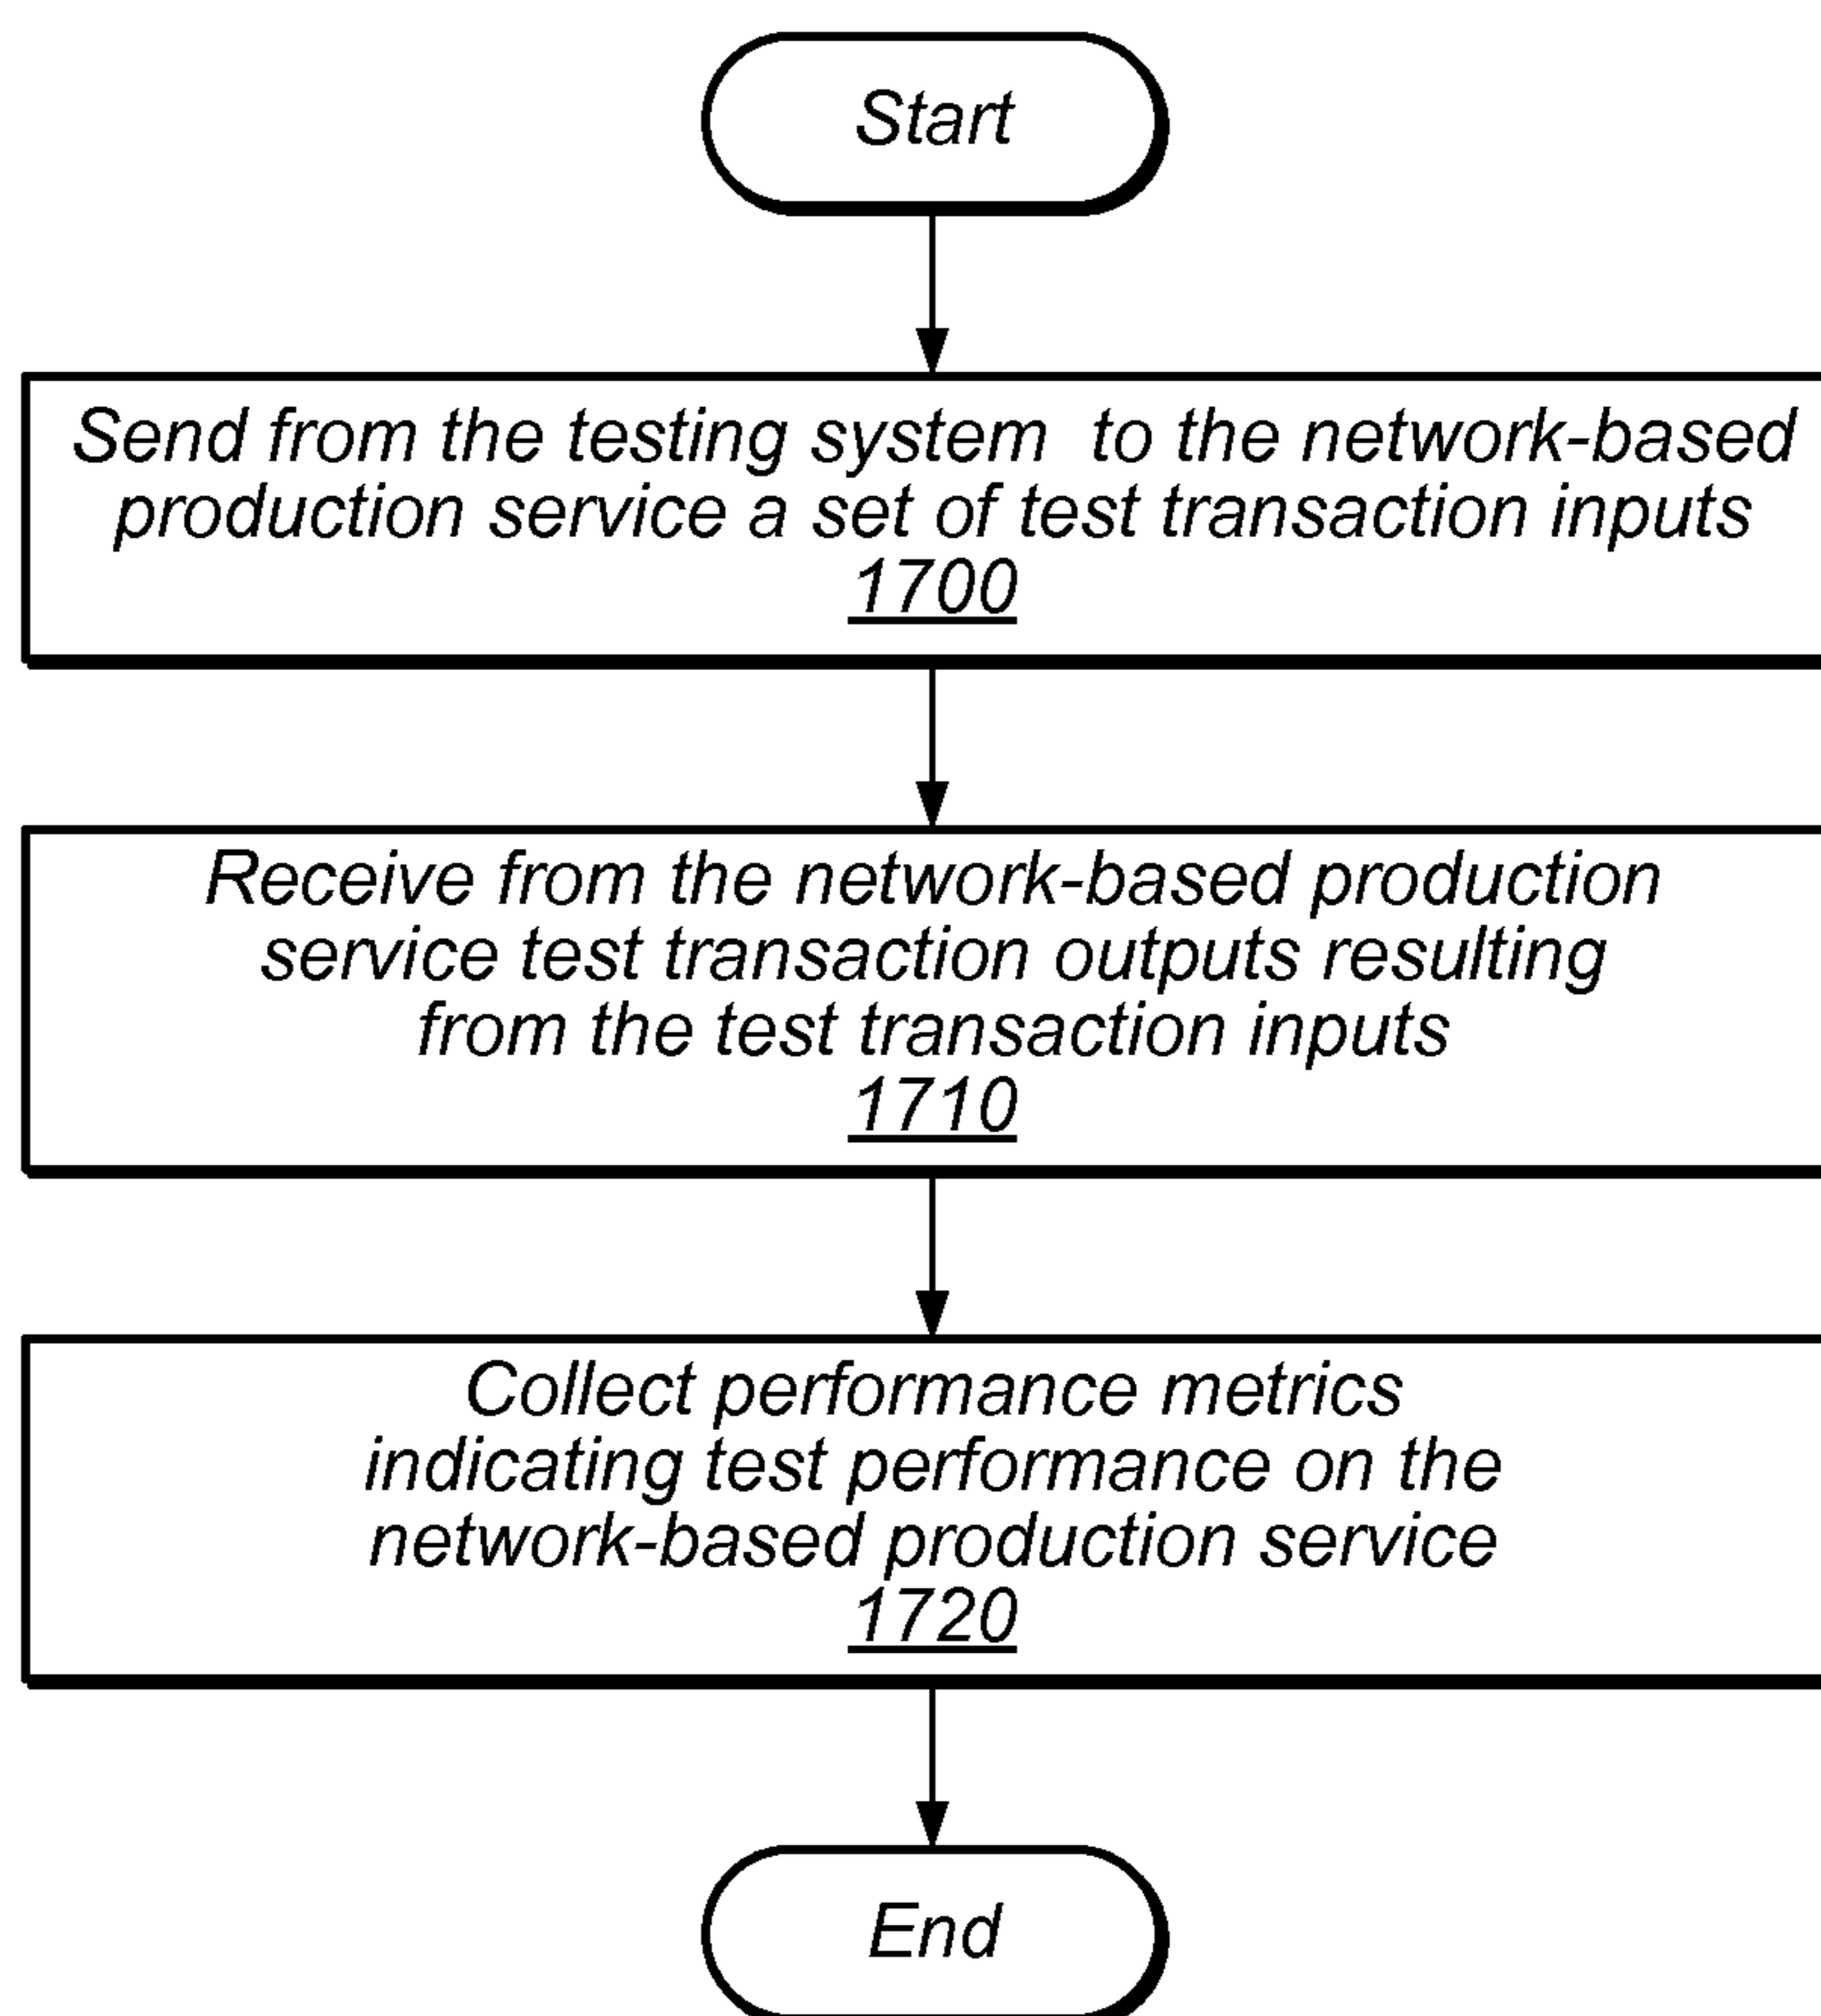 Start
Send from the testing system  to the network-based
production service a set of test transaction inputs
1700
Receive from the network-based production
service test transaction outputs resulting
from the test transaction inputs
1710
Collect performance metrics
indicating test performance on the
network-based production service
1720
End